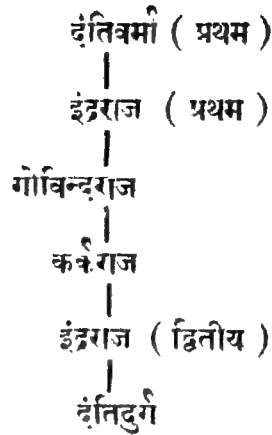 दंतिवर्मा ( प्रथम )
इंद्रराज ( प्रथम )
गोविन्दराज
कर्कराज
इंद्रराज ( द्वितीय )
दंतिदुर्ग